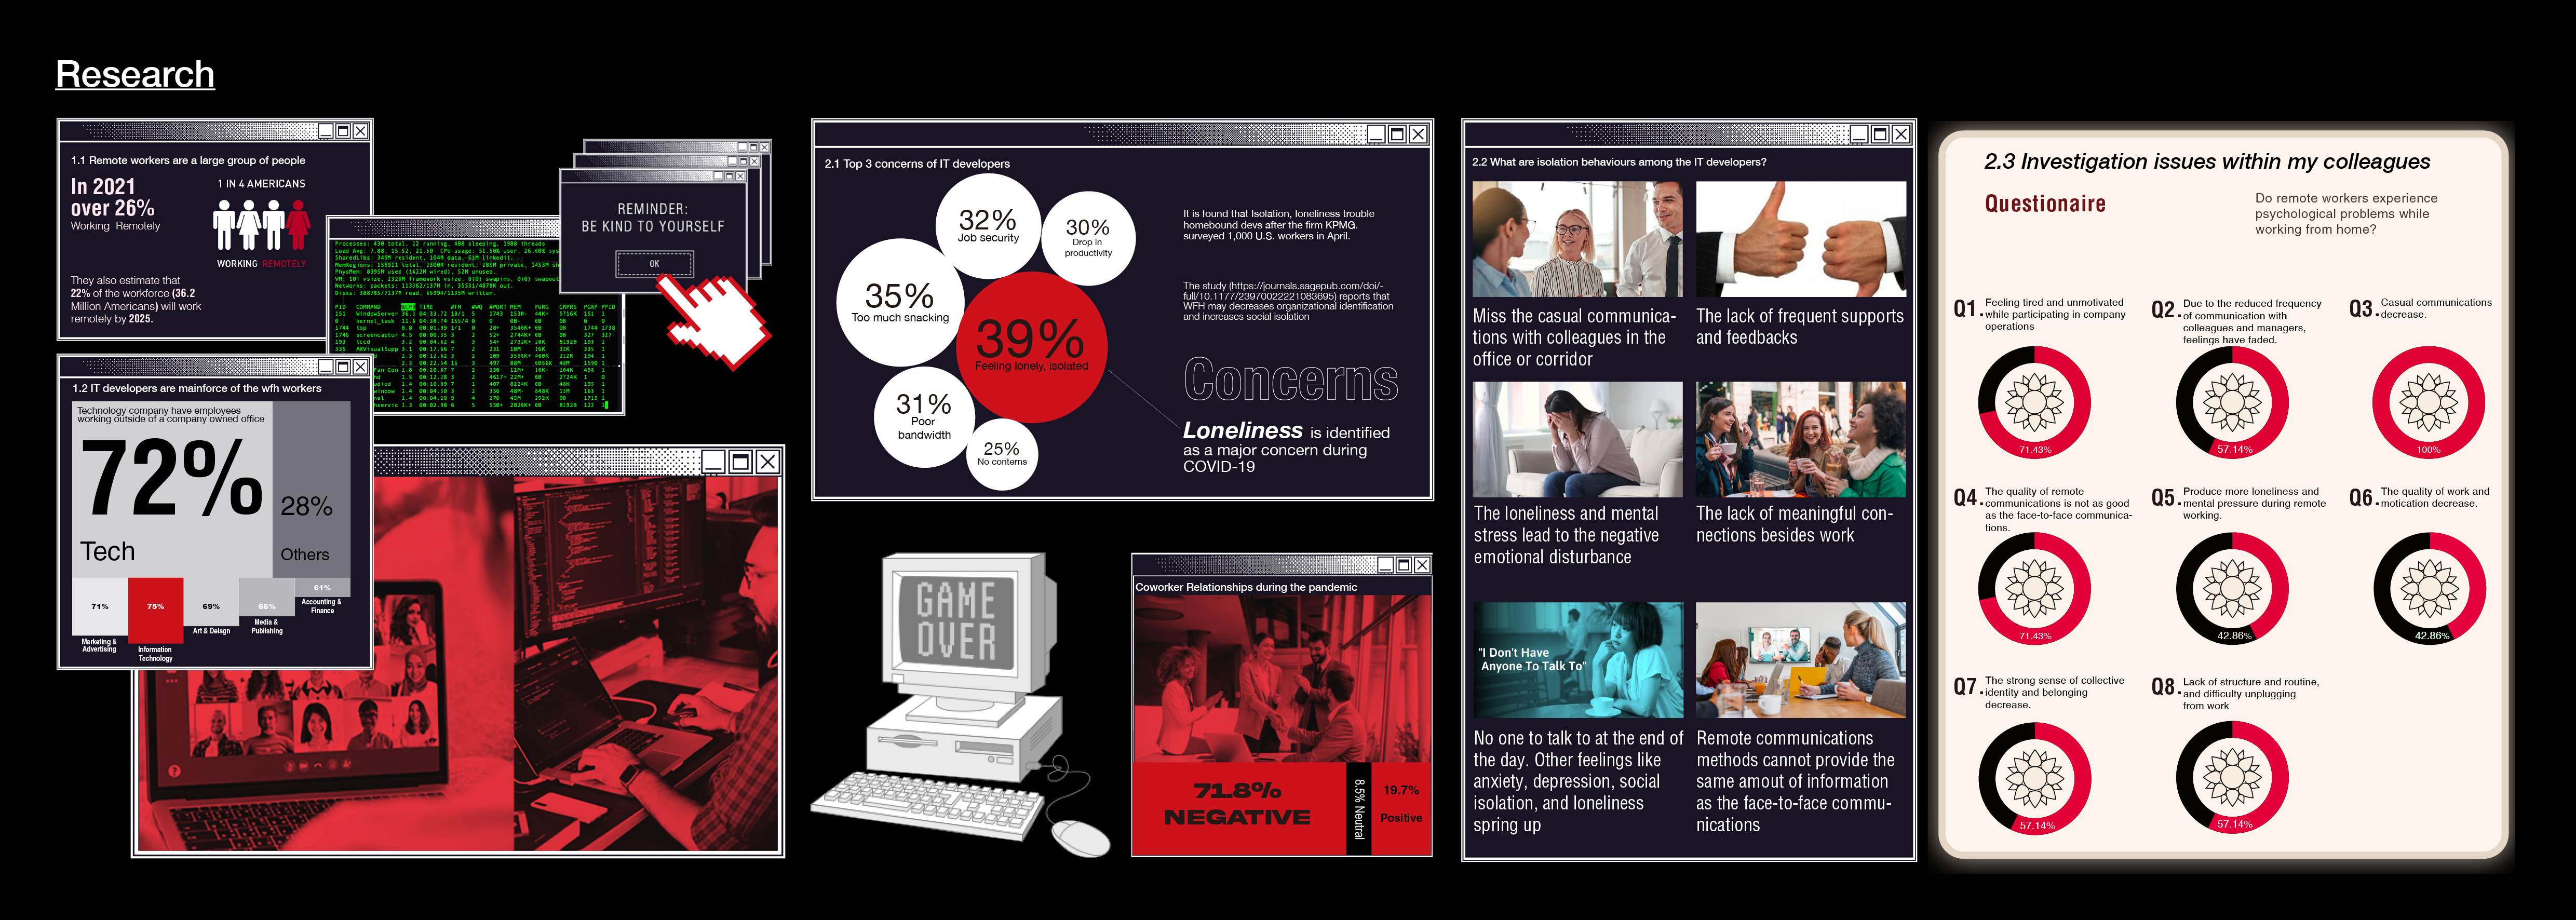 Research
1.1 Remote workers are a large group of people
In 2021
over 26%
Working Remotely
1 IN 4 AMERICANS
WORKING REMOTELY
They also estimate that
22% of the workforce (36.2
Million Americans) will work
remotely by 2025.
REMINDER:
BE KIND TO YOURSELF
OK
Processes: 430 total, 22 running, 408 sleeping, 1988 threads
1.2 IT developers are mainforce of the wfh workers
Technology company have employees
working outside of a company owned office
72%
Tech
28%
Others
71%
75%
69%
66%
61%
Marketing &
Advertising
Information
Technology
Art & Deisgn
Media &
Publishing
Accounting &
Finance
2.1 Top 3 concerns of IT developers
32%
Job security
30%
Drop in
productivity
35%
Too much snacking
39%
Feeling lonely, isolated
31%
Poor
bandwidth
25%
No conterns
It is found that Isolation, loneliness trouble
homebound devs after the firm KPMG.
surveyed 1,000 U.S. workers in April.
The study (https://journals.sagepub.com/doi/-
full/10.1177/23970022221083695) reports that
WFH may decreases organizational identification
and increases social isolation
Concerns
Loneliness is identified
as a major concern during
COVID-19
GAME
OVER
Coworker Relationships during the pandemic
71.8%
NEGATIVE
8.5% Neutral
19.7%
Positive
2.2 What are isolation behaviours among the IT developers?
Miss the casual communica-
tions with colleagues in the
office or corridor
The lack of frequent supports
and feedbacks
The loneliness and mental
stress lead to the negative
emotional disturbance
The lack of meaningful con-
nections besides work
"I Don't Have
Anyone To Talk To"
No one to talk to at the end of
the day. Other feelings like
anxiety, depression, social
isolation, and loneliness
spring up
Remote communications
methods cannot provide the
same amout of information
as the face-to-face commu-
nications
2.3 Investigation issues within my colleagues
Questionaire
Do remote workers experience
psychological problems while
working from home?
Q1.
Feeling tired and unmotivated
while participating in company
operations
71.43%
Q2.
Due to the reduced frequency
of communication with
colleagues and managers,
feelings have faded.
57.14%
Q3.
Casual communications
decrease.
100%
Q4.
The quality of remote
communications is not as good
as the face-to-face communica-
tions.
71.43%
Q5.
Produce more loneliness and
mental pressure during remote
working.
42.86%
Q6.
The quality of work and
motication decrease.
42.86%
Q7.
The strong sense of collective
identity and belonging
decrease.
57.14%
Q8.
Lack of structure and routine,
and difficulty unplugging
from work
57.14%